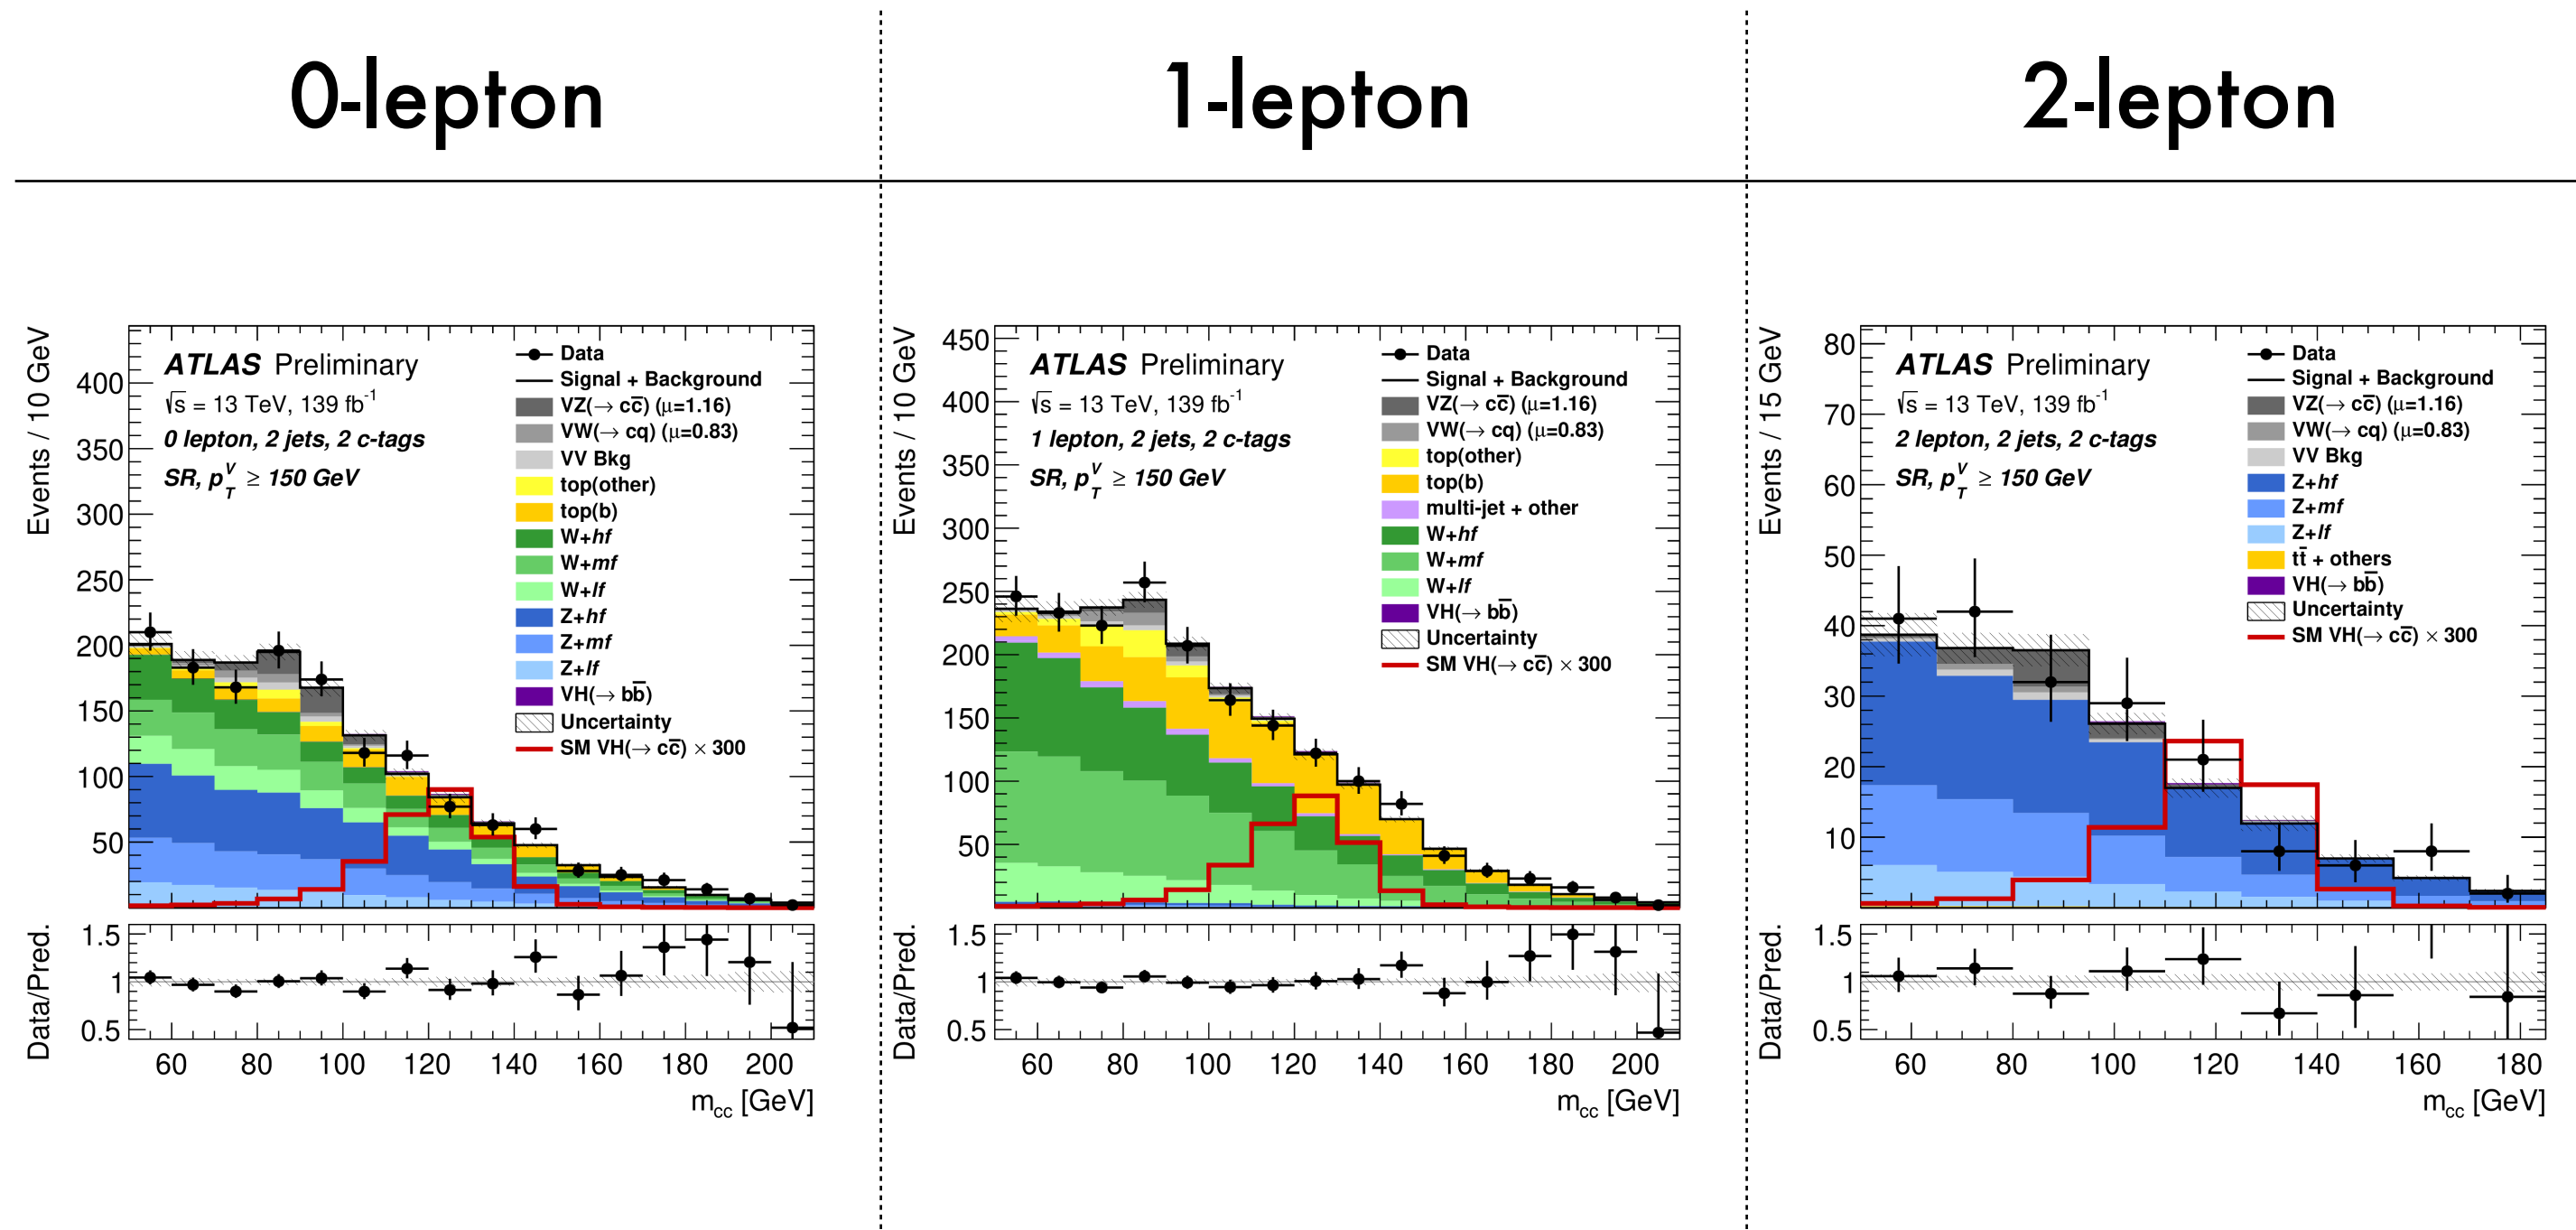 0-lepton
1-lepton
2-lepton
Events / 10 GeV
400
350
300
250
200
150
100
50
ATLAS Preliminary
√s = 13 TeV, 139 fb⁻¹
0 lepton, 2 jets, 2 c-tags
SR, p_T^V ≥ 150 GeV
Data
Signal + Background
VZ(→ cc̅) (μ=1.16)
VW(→ cq) (μ=0.83)
VV Bkg
top(other)
top(b)
W+hf
W+mf
W+lf
Z+hf
Z+mf
Z+lf
VH(→ bb̅)
Uncertainty
SM VH(→ cc̅) × 300
Data/Pred.
1.5
1
0.5
60 80 100 120 140 160 180 200
m_cc [GeV]
Events / 10 GeV
450
400
350
300
250
200
150
100
50
ATLAS Preliminary
√s = 13 TeV, 139 fb⁻¹
1 lepton, 2 jets, 2 c-tags
SR, p_T^V ≥ 150 GeV
Data
Signal + Background
VZ(→ cc̅) (μ=1.16)
VW(→ cq) (μ=0.83)
top(other)
top(b)
multi-jet + other
W+hf
W+mf
W+lf
VH(→ bb̅)
Uncertainty
SM VH(→ cc̅) × 300
Data/Pred.
1.5
1
0.5
60 80 100 120 140 160 180 200
m_cc [GeV]
Events / 15 GeV
80
70
60
50
40
30
20
10
ATLAS Preliminary
√s = 13 TeV, 139 fb⁻¹
2 lepton, 2 jets, 2 c-tags
SR, p_T^V ≥ 150 GeV
Data
Signal + Background
VZ(→ cc̅) (μ=1.16)
VW(→ cq) (μ=0.83)
VV Bkg
Z+hf
Z+mf
Z+lf
tt̅ + others
VH(→ bb̅)
Uncertainty
SM VH(→ cc̅) × 300
Data/Pred.
1.5
1
0.5
60 80 100 120 140 160 180
m_cc [GeV]